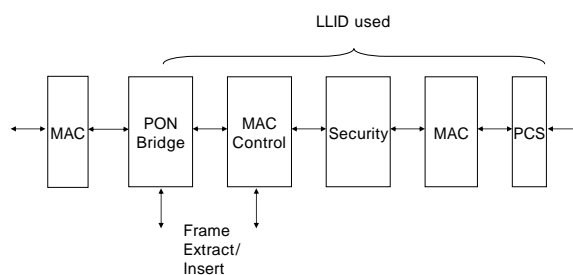 LLID used
MAC
PON
Bridge
MAC
Control
Security
MAC
PCS
Frame
Extract/
Insert